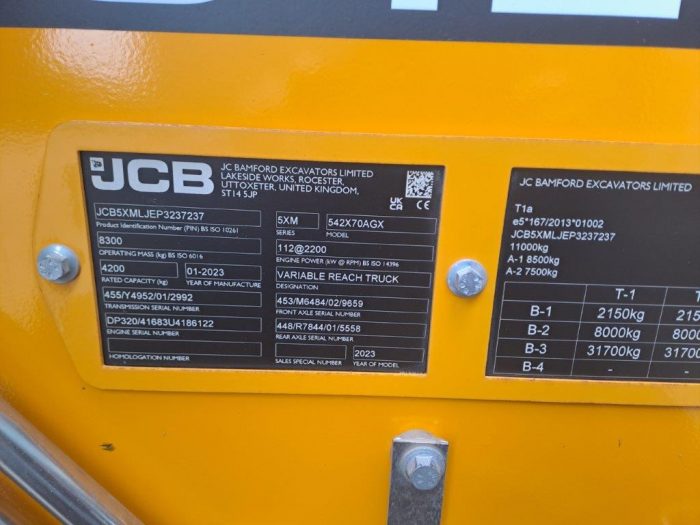 JCB
JC BAMFORD EXCAVATORS LIMITED
LAKESIDE WORKS, ROCESTER,
UTTOXETER, UNITED KINGDOM,
ST14 5JP
UK
CA CE
JCB5XMLJEP3237237
Product Identification Number (PIN) BS ISO 10261
5XM 542X70AGX
SERIES MODEL
8300
OPERATING MASS (kg) BS ISO 6016
112@2200
ENGINE POWER (kW @ RPM) BS ISO 14396
4200 01-2023
RATED CAPACITY (kg) YEAR OF MANUFACTURE
VARIABLE REACH TRUCK
DESIGNATION
455/Y4952/01/2992
TRANSMISSION SERIAL NUMBER
453/M6484/02/9659
FRONT AXLE SERIAL NUMBER
DP320/41683U4186122
ENGINE SERIAL NUMBER
448/R7844/01/5558
REAR AXLE SERIAL NUMBER
HOMOLOGATION NUMBER
2023
SALES SPECIAL NUMBER YEAR OF MODEL
JC BAMFORD EXCAVATORS LIMITED
T1a
e5*167/2013*01002
JCB5XMLJEP3237237
11000kg
A-1 8500kg
A-2 7500kg
T-1
B-1 2150kg
B-2 8000kg
B-3 31700kg
B-4 - -